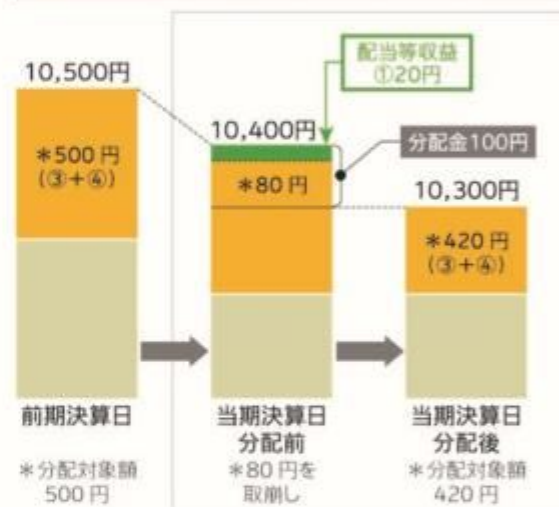 10,500円
＊500円
(③＋④)
配当等収益
①20円
10,400円
＊80円
分配金100円
10,300円
＊420円
(③＋④)
前期決算日
＊分配対象額
500円
当期決算日
分配前
＊80円を
取崩し
当期決算日
分配後
＊分配対象額
420円